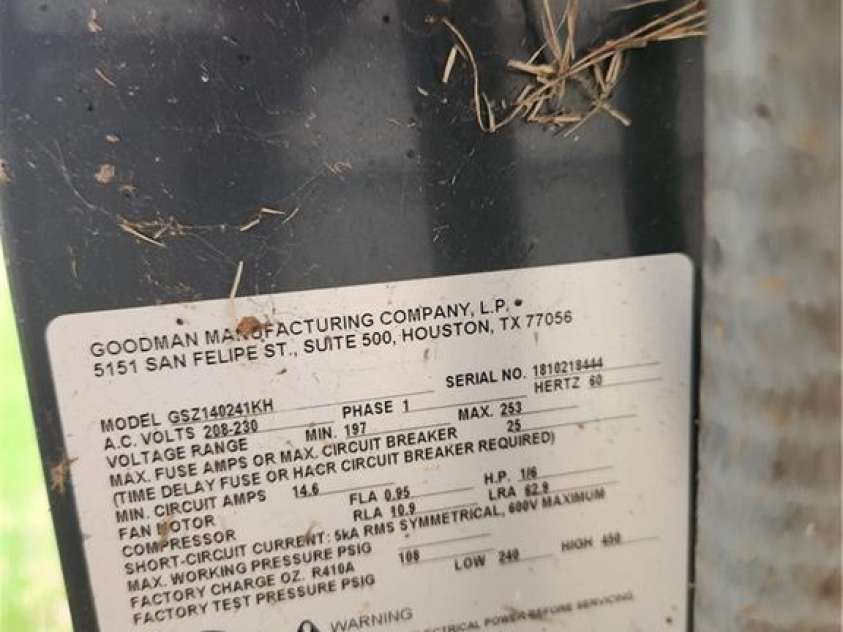 GOODMAN MANUFACTURING COMPANY, L.P.
5151 SAN FELIPE ST., SUITE 500, HOUSTON, TX 77056
MODEL GSZ140241KH SERIAL NO. 1810218444
A.C. VOLTS 208-230 PHASE 1 HERTZ 60
VOLTAGE RANGE MIN. 197 MAX. 253
MAX. FUSE AMPS OR MAX. CIRCUIT BREAKER 25
(TIME DELAY FUSE OR HACR CIRCUIT BREAKER REQUIRED)
MIN. CIRCUIT AMPS 14.6
FAN MOTOR FLA 0.95 H.P. 1/6
COMPRESSOR RLA 10.9 LRA 62.9
SHORT-CIRCUIT CURRENT: 5kA RMS SYMMETRICAL, 600V MAXIMUM
MAX. WORKING PRESSURE PSIG
FACTORY CHARGE OZ. R410A 108
FACTORY TEST PRESSURE PSIG LOW 240 HIGH 450
WARNING
ELECTRICAL POWER BEFORE SERVICING